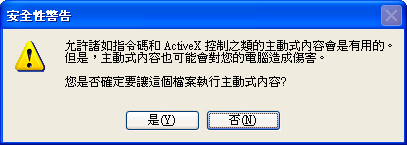 安全性警告
允許諸如指令碼和 ActiveX 控制之類的主動式內容會是有用的。
但是，主動式內容也可能會對您的電腦造成傷害。
您是否確定要讓這個檔案執行主動式內容?
是(Y)
否(N)